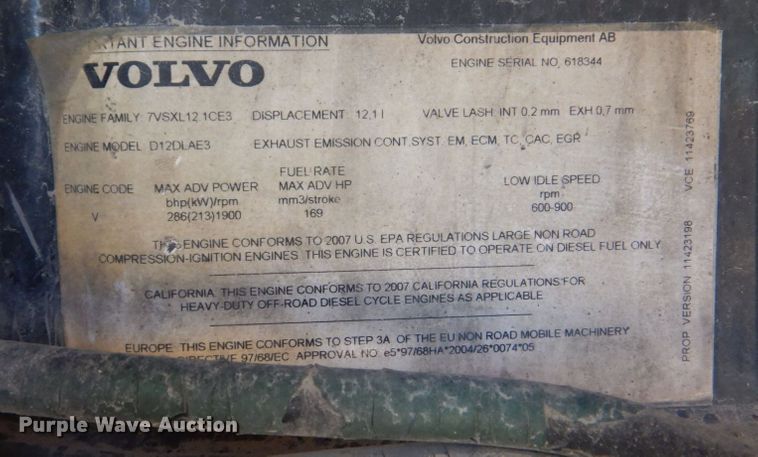 RTANT ENGINE INFORMATION
Volvo Construction Equipment AB
VOLVO
ENGINE SERIAL NO, 618344
ENGINE FAMILY: 7VSXL12.1CE3 DISPLACEMENT: 12,1 l VALVE LASH: INT 0.2 mm EXH 0,7 mm
ENGINE MODEL D12DLAE3 EXHAUST EMISSION CONT.SYST. EM, ECM, TC, CAC, EGR
FUEL RATE
ENGINE CODE MAX ADV POWER MAX ADV HP LOW IDLE SPEED
bhp(kW)/rpm mm3/stroke rpm
V 286(213)1900 169 600-900
THIS ENGINE CONFORMS TO 2007 U.S. EPA REGULATIONS LARGE NON ROAD
COMPRESSION-IGNITION ENGINES. THIS ENGINE IS CERTIFIED TO OPERATE ON DIESEL FUEL ONLY
CALIFORNIA: THIS ENGINE CONFORMS TO 2007 CALIFORNIA REGULATIONS FOR
HEAVY-DUTY OFF-ROAD DIESEL CYCLE ENGINES AS APPLICABLE
EUROPE: THIS ENGINE CONFORMS TO STEP 3A OF THE EU NON ROAD MOBILE MACHINERY
DIRECTIVE 97/68/EC APPROVAL NO. e5*97/68HA*2004/26*0074*05
PROP. VERSION 11423198 VCE 11423769
Purple Wave Auction